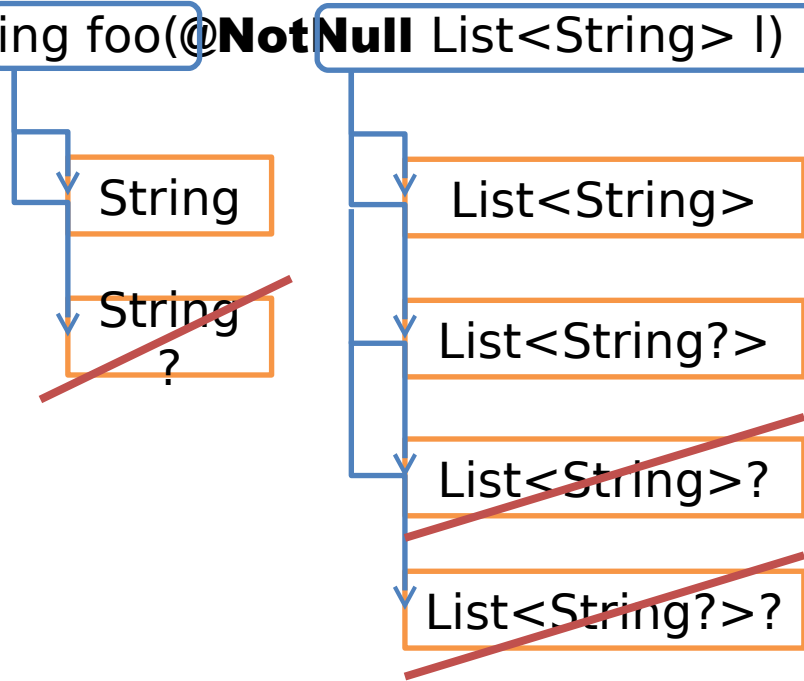 ing foo(@NotNull List<String> l)
String
String
?
List<String>
List<String?>
List<String>?
List<String?>?